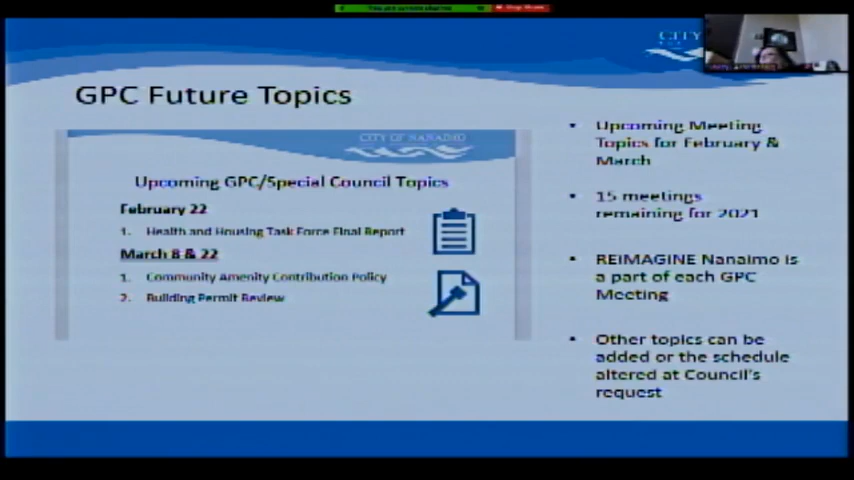 CITY
GPC Future Topics
CITY OF NANAIMO
Upcoming GPC/Special Council Topics
February 22
1. Health and Housing Task Force Final Report
March 8 & 22
1. Community Amenity Contribution Policy
2. Building Permit Review
• Upcoming Meeting
Topics for February &
March
• 15 meetings
remaining for 2021
• REIMAGINE Nanaimo is
a part of each GPC
Meeting
• Other topics can be
added or the schedule
altered at Council's
request